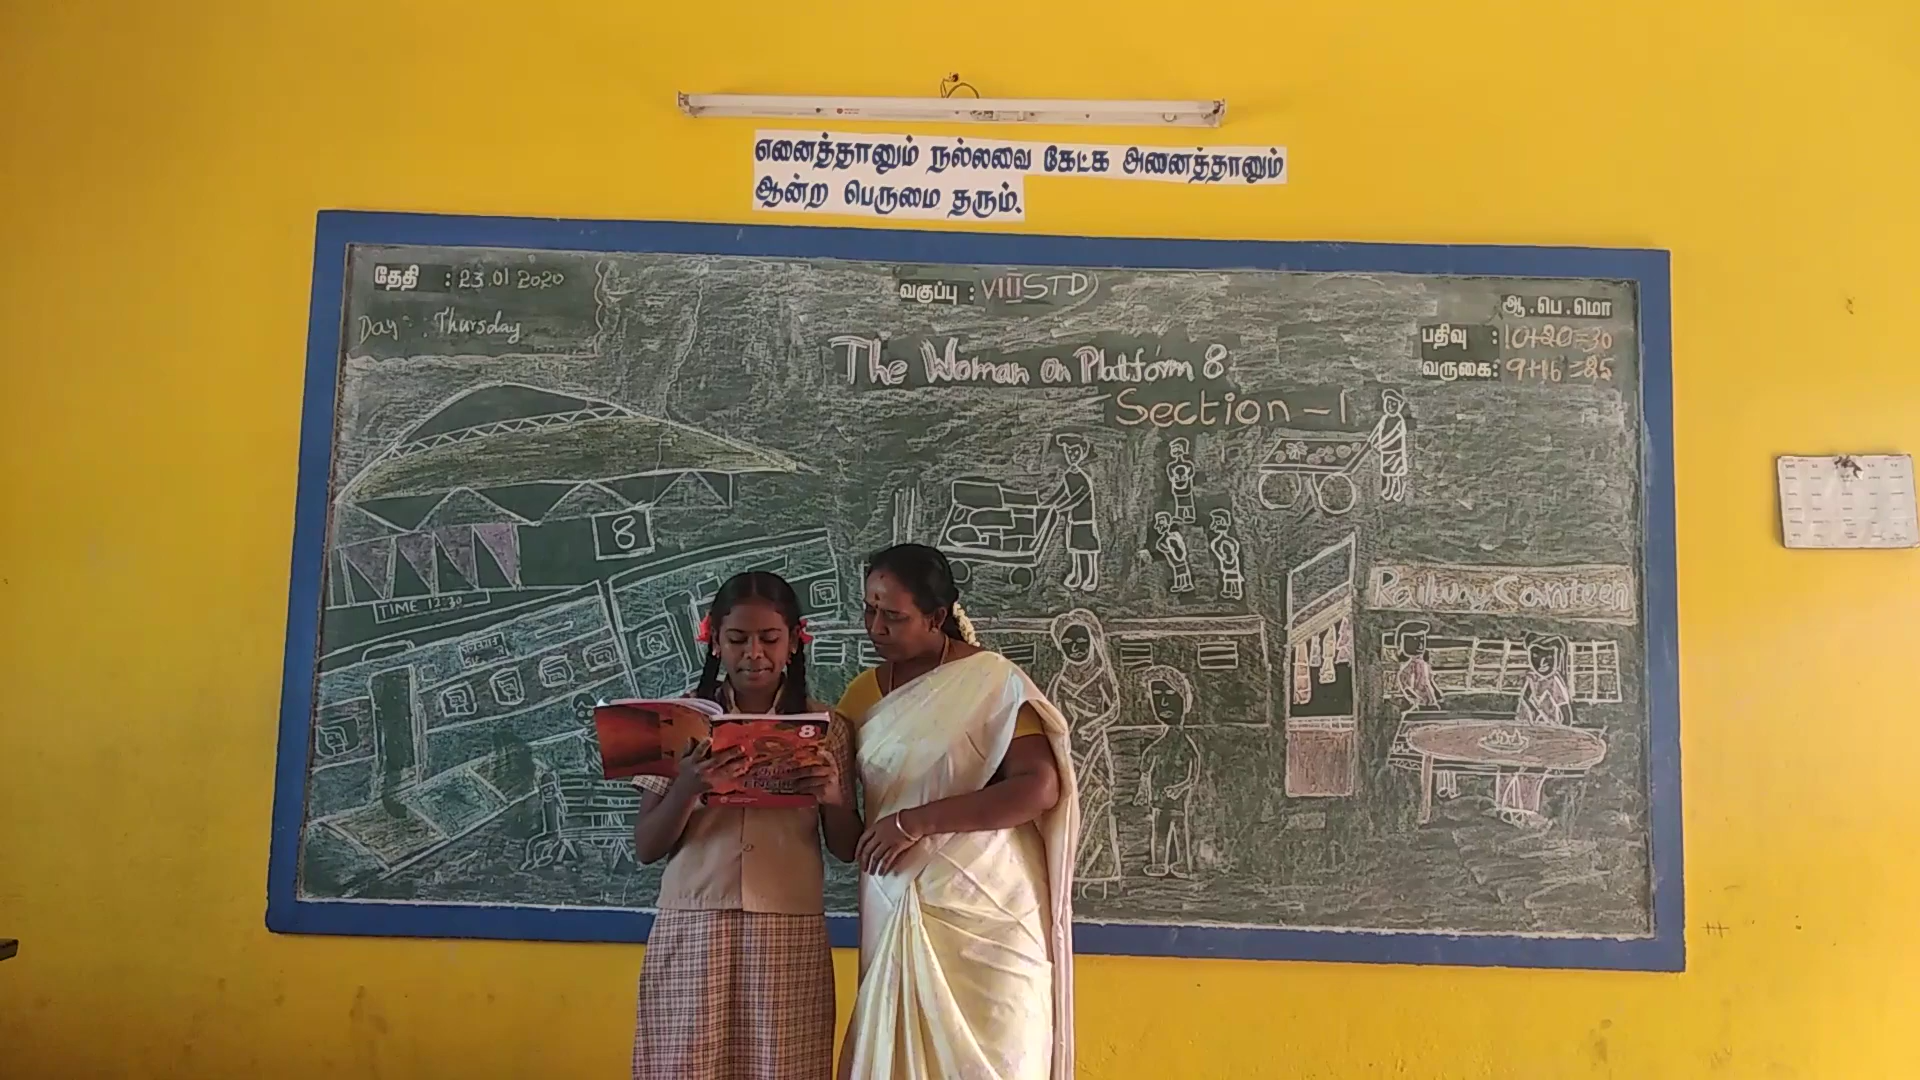 எனைத்தானும் நல்லவை கேட்க அனைத்தானும்
ஆன்ற பெருமை தரும்.
தேதி : 23.01 2020
Day : Thursday
வகுப்பு : VIII STD
ஆ.பெ.மொ
பதிவு : 10+20=30
வருகை: 9+16=25
The Woman on Platform 8
Section - 1
8
TIME 12:30
Railway Canteen
8